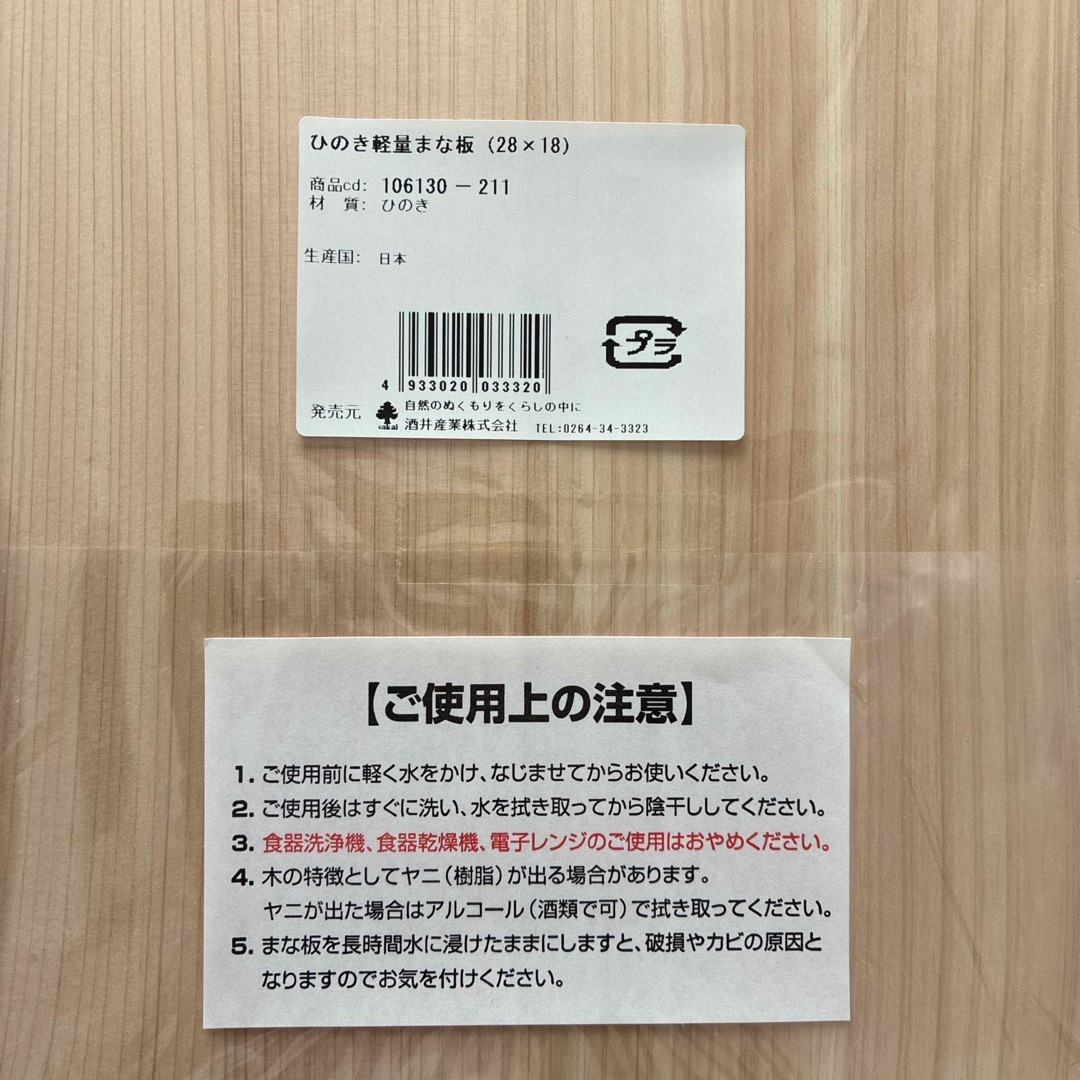 ひのき軽量まな板 (28×18)
商品cd: 106130-211
材 質: ひのき
生産国: 日本
プラ
4 933020 033320
発売元 sakai 自然のぬくもりをくらしの中に
酒井産業株式会社 TEL:0264-34-3323
【ご使用上の注意】
1. ご使用前に軽く水をかけ、なじませてからお使いください。
2. ご使用後はすぐに洗い、水を拭き取ってから陰干ししてください。
3. 食器洗浄機、食器乾燥機、電子レンジのご使用はおやめください。
4. 木の特徴としてヤニ(樹脂)が出る場合があります。
ヤニが出た場合はアルコール(酒類で可)で拭き取ってください。
5. まな板を長時間水に浸けたままにしますと、破損やカビの原因と
なりますのでお気を付けください。